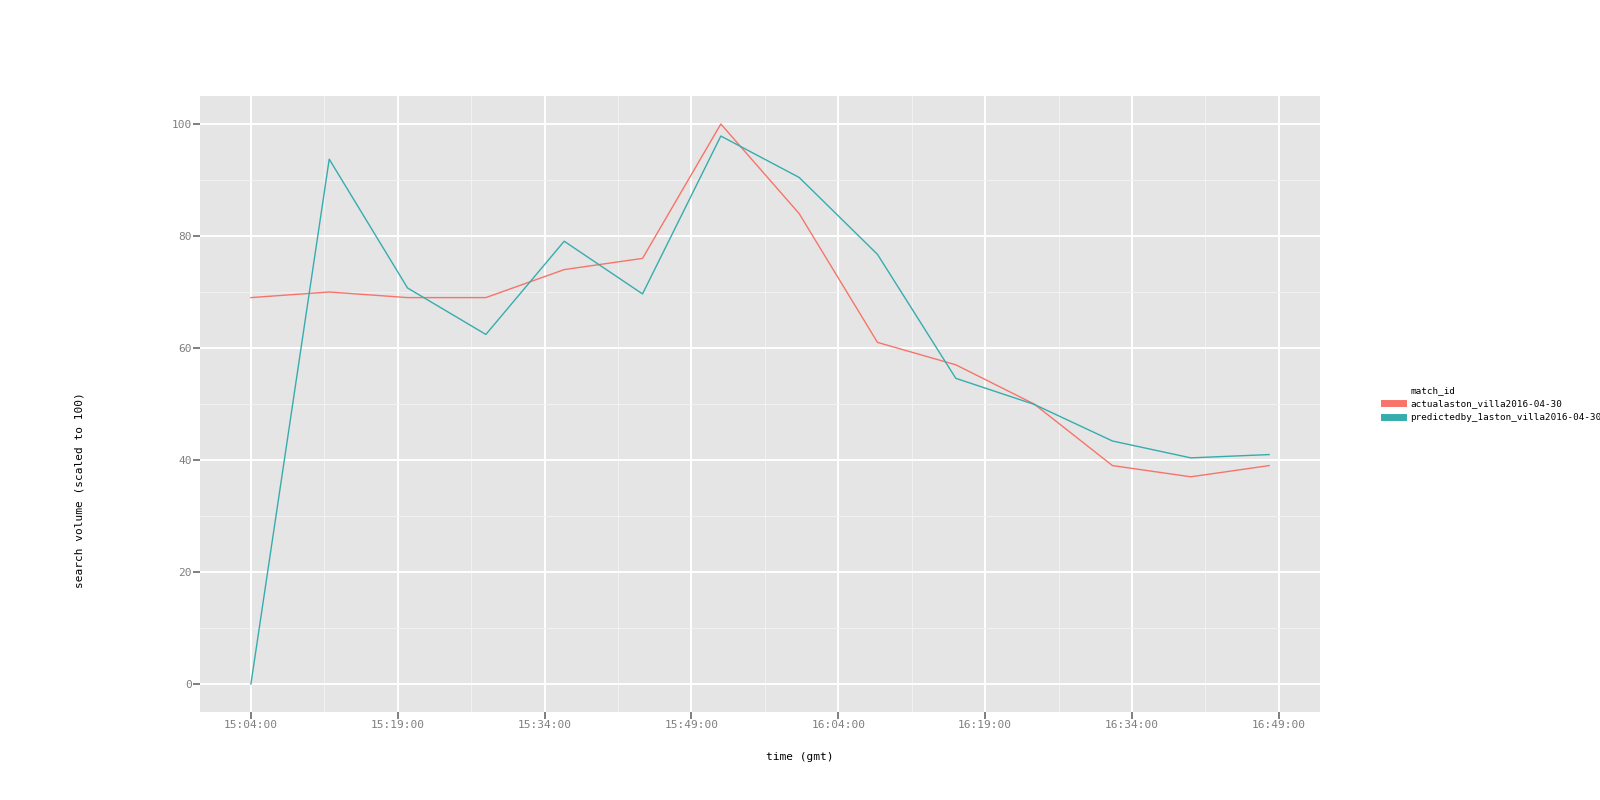 100
80
60
40
20
0
search volume (scaled to 100)
15:04:00 15:19:00 15:34:00 15:49:00 16:04:00 16:19:00 16:34:00 16:49:00
time (gmt)
match_id
actualaston_villa2016-04-30
predictedby_1aston_villa2016-04-30